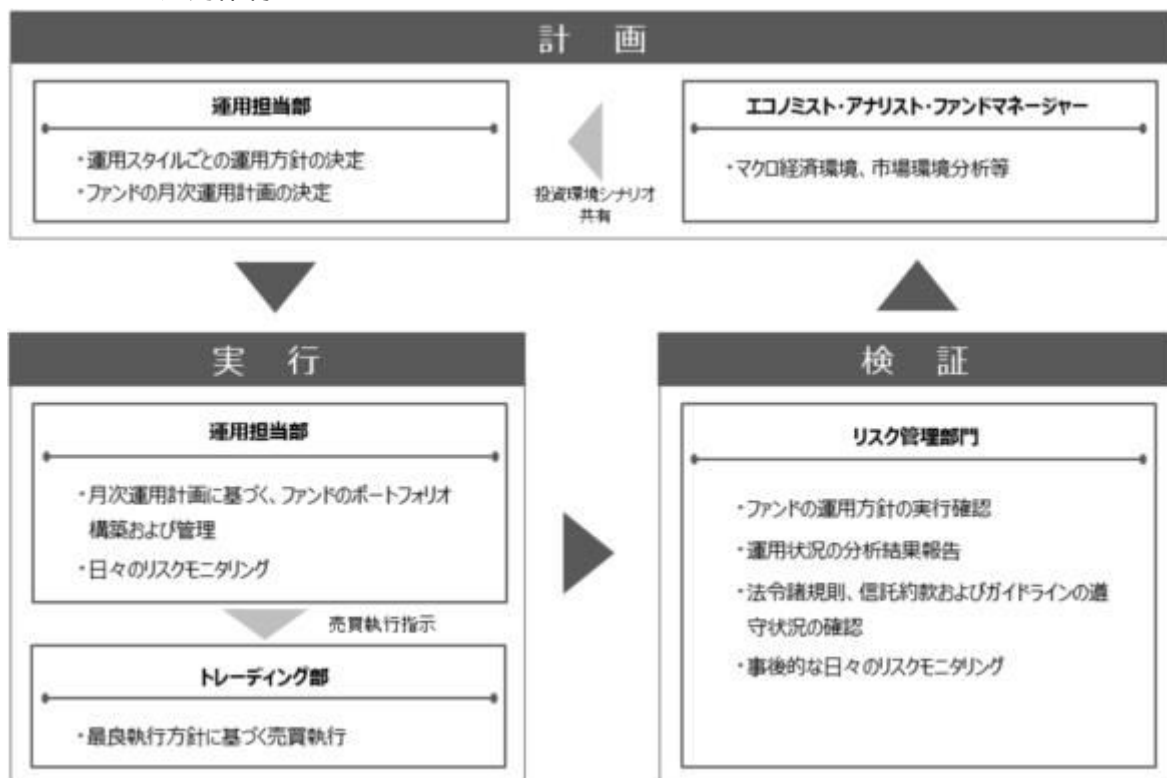 計 画
運用担当部
・運用スタイルごとの運用方針の決定
・ファンドの月次運用計画の決定
投資環境シナリオ
共有
エコノミスト・アナリスト・ファンドマネージャー
・マクロ経済環境、市場環境分析等
実 行
運用担当部
・月次運用計画に基づく、ファンドのポートフォリオ
構築および管理
・日々のリスクモニタリング
売買執行指示
トレーディング部
・最良執行方針に基づく売買執行
検 証
リスク管理部門
・ファンドの運用方針の実行確認
・運用状況の分析結果報告
・法令諸規則、信託約款およびガイドラインの遵
守状況の確認
・事後的な日々のリスクモニタリング